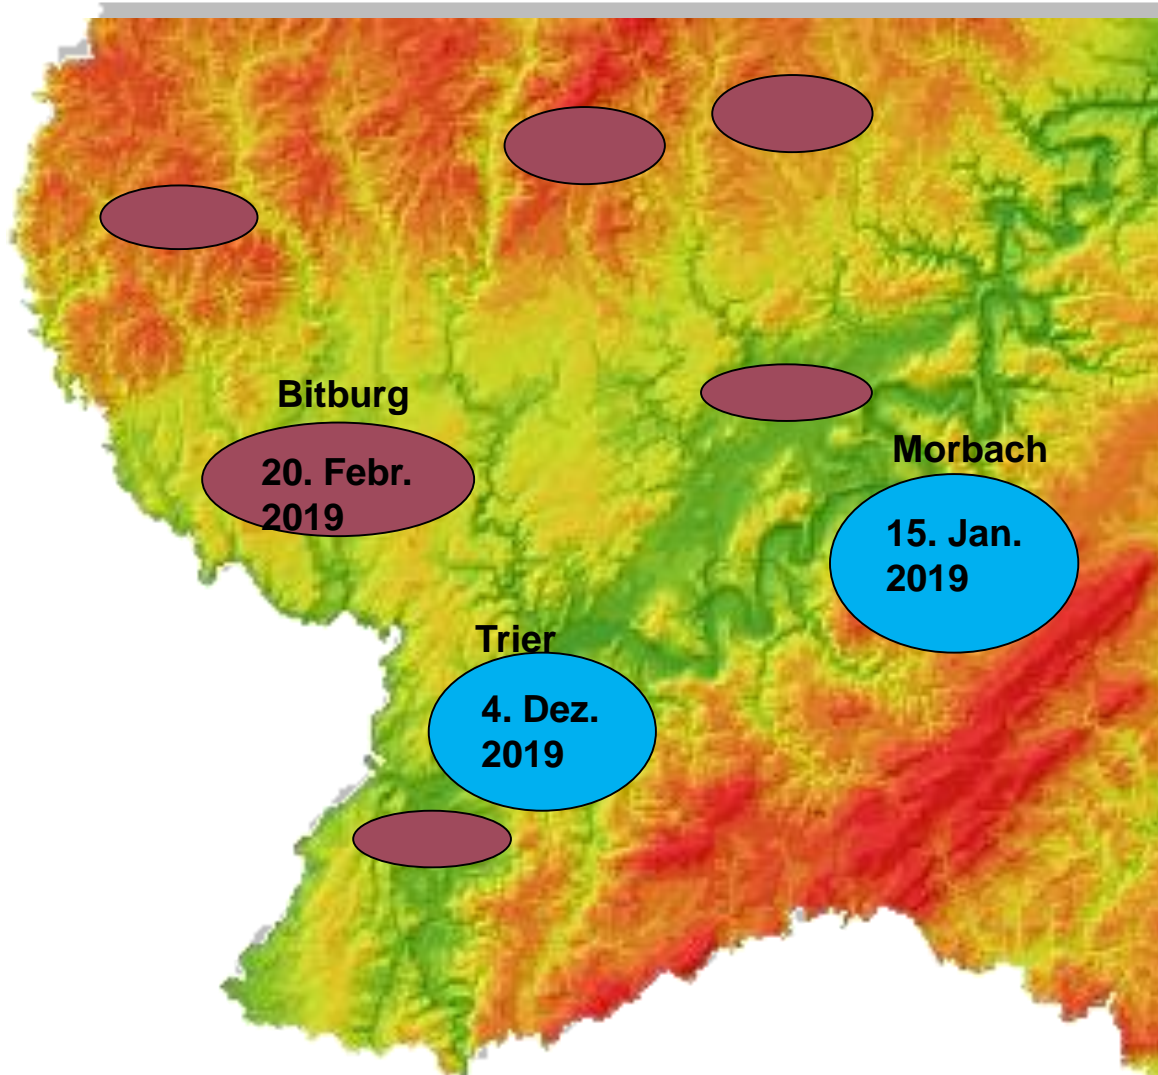 Bitburg
20. Febr.
2019
Morbach
15. Jan.
2019
Trier
4. Dez.
2019